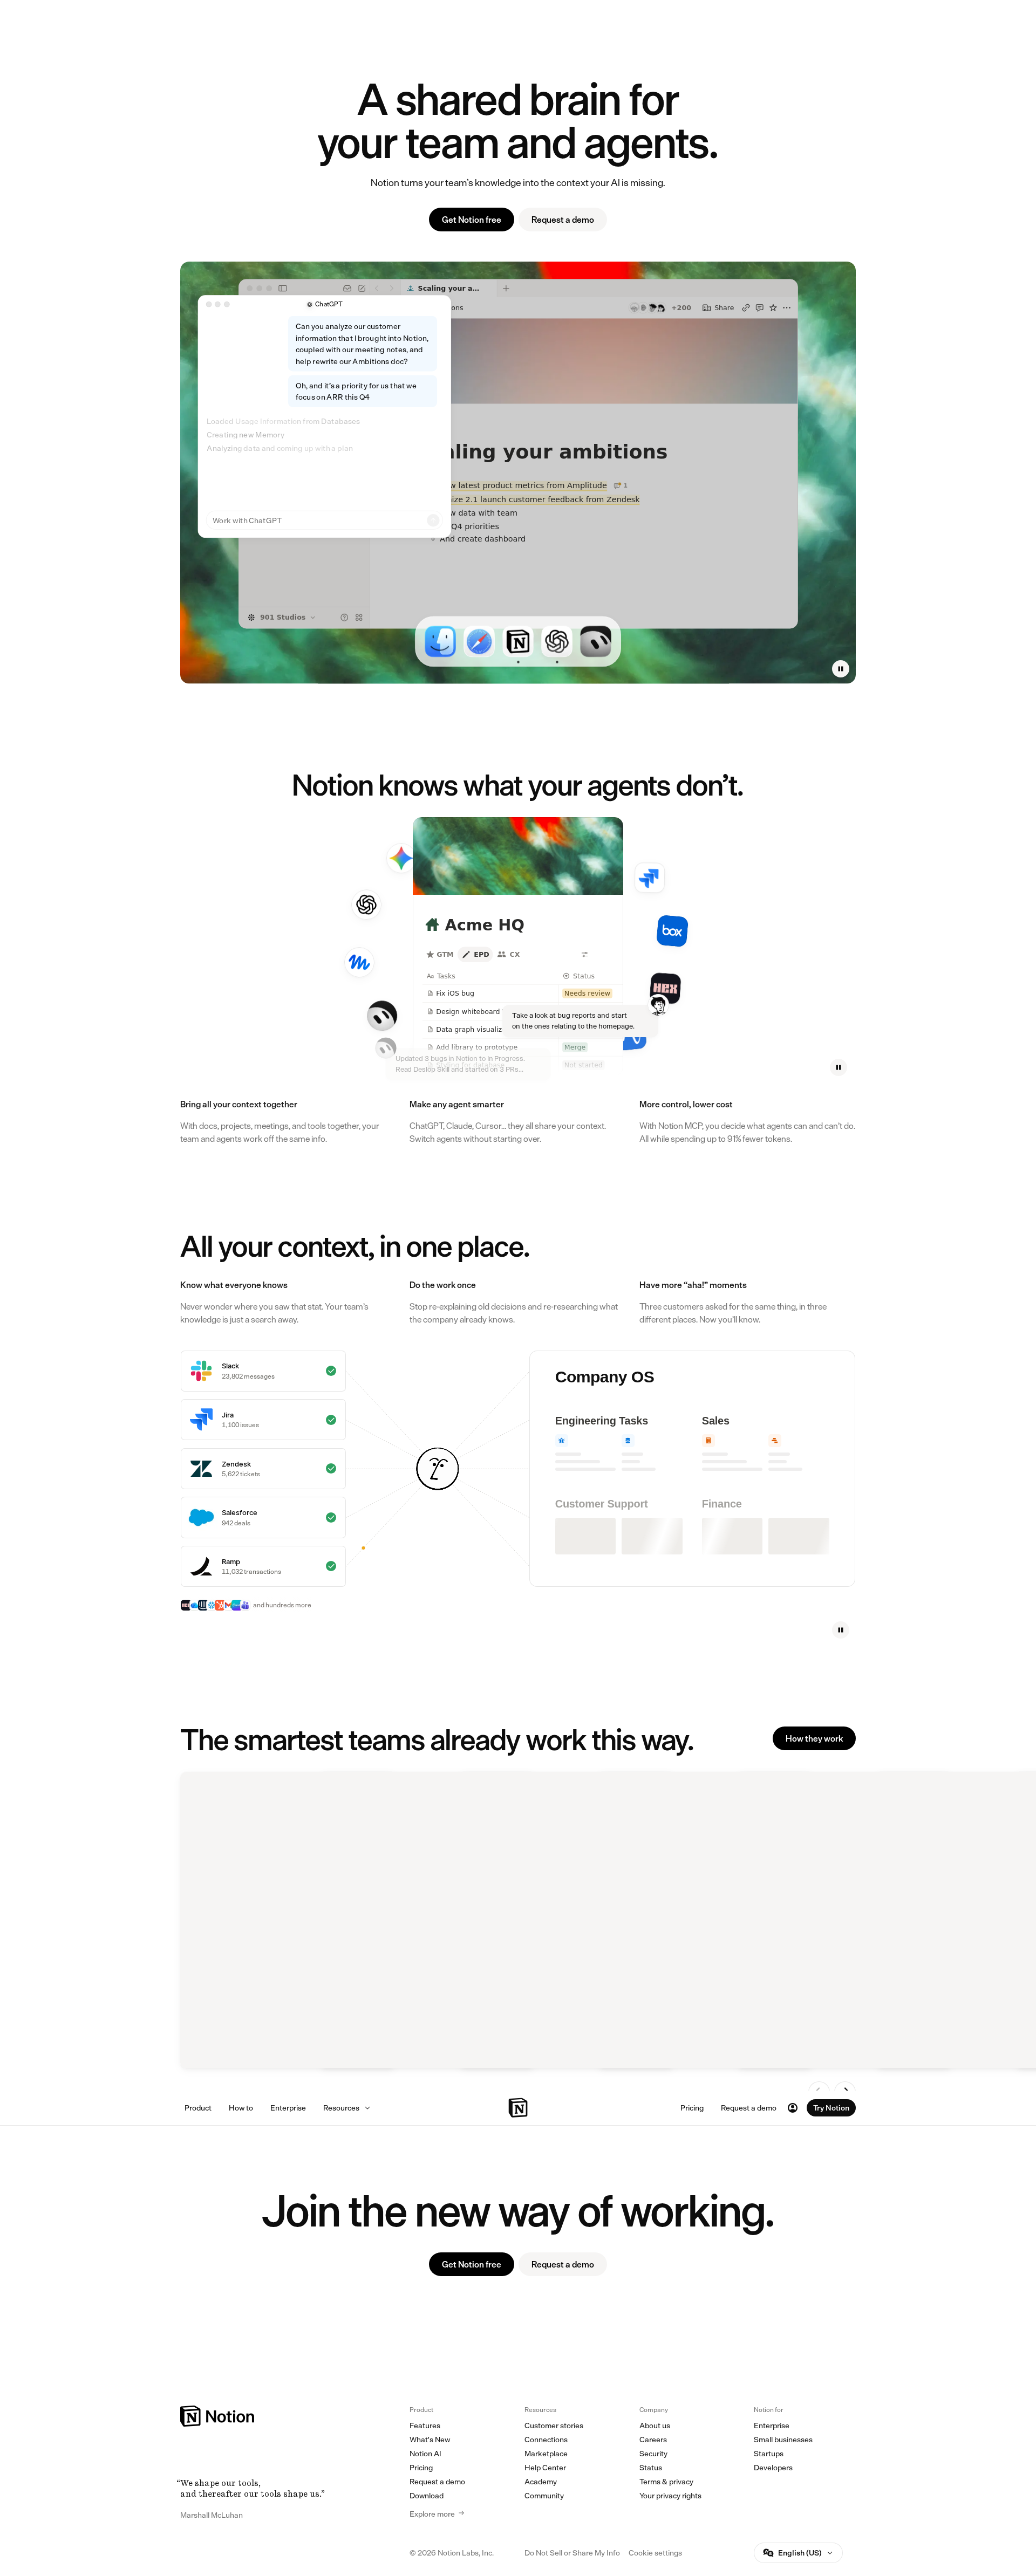 A shared brain for
your team and agents.
Notion turns your team's knowledge into the context your AI is missing.
Get Notion free
Request a demo
Scaling your a...
ChatGPT
+200
Share
Can you analyze our customer
information that I brought into Notion,
coupled with our meeting notes, and
help rewrite our Ambitions doc?
Oh, and it's a priority for us that we
focus on ARR this Q4
Loaded Usage Information from Databases
Creating new Memory
Analyzing data and coming up with a plan
Work with ChatGPT
aling your ambitions
w latest product metrics from Amplitude
1
size 2.1 launch customer feedback from Zendesk
w data with team
Q4 priorities
And create dashboard
901 Studios
Notion knows what your agents don't.
Acme HQ
GTM
EPD
CX
Aa Tasks
Status
Fix iOS bug
Needs review
Design whiteboard
Data graph visualiz
Take a look at bug reports and start
on the ones relating to the homepage.
Add library to prototype
Merge
Updated 3 bugs in Notion to In Progress.
Read Deslop Skill and started on 3 PRs...
Not started
box
HEX
Bring all your context together
With docs, projects, meetings, and tools together, your
team and agents work off the same info.
Make any agent smarter
ChatGPT, Claude, Cursor... they all share your context.
Switch agents without starting over.
More control, lower cost
With Notion MCP, you decide what agents can and can't do.
All while spending up to 91% fewer tokens.
All your context, in one place.
Know what everyone knows
Never wonder where you saw that stat. Your team's
knowledge is just a search away.
Do the work once
Stop re-explaining old decisions and re-researching what
the company already knows.
Have more “aha!” moments
Three customers asked for the same thing, in three
different places. Now you'll know.
Slack
23,802 messages
Jira
1,100 issues
Zendesk
5,622 tickets
Salesforce
942 deals
Ramp
11,032 transactions
and hundreds more
Company OS
Engineering Tasks
Sales
Customer Support
Finance
The smartest teams already work this way.
How they work
Product
How to
Enterprise
Resources
Pricing
Request a demo
Try Notion
Join the new way of working.
Get Notion free
Request a demo
Notion
“We shape our tools,
and thereafter our tools shape us.”
Marshall McLuhan
Product
Features
What's New
Notion AI
Pricing
Request a demo
Download
Explore more →
Resources
Customer stories
Connections
Marketplace
Help Center
Academy
Community
Company
About us
Careers
Security
Status
Terms & privacy
Your privacy rights
Notion for
Enterprise
Small businesses
Startups
Developers
© 2026 Notion Labs, Inc.
Do Not Sell or Share My Info
Cookie settings
English (US)